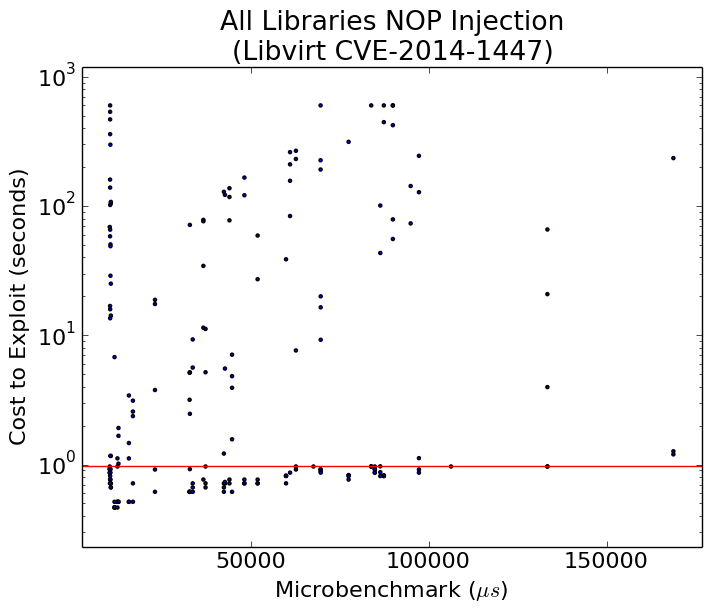 All Libraries NOP Injection
(Libvirt CVE-2014-1447)
Cost to Exploit (seconds)
10³
10²
10¹
10⁰
50000 100000 150000
Microbenchmark (μs)